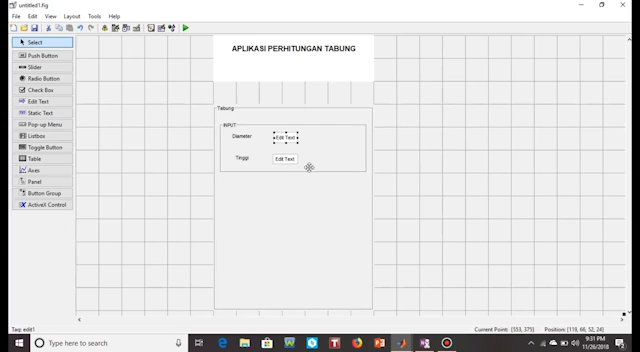 untitled1.fig
File Edit View Layout Tools Help
Select
Push Button
Slider
Radio Button
Check Box
Edit Text
Static Text
Pop-up Menu
Listbox
Toggle Button
Table
Axes
Panel
Button Group
ActiveX Control
APLIKASI PERHITUNGAN TABUNG
Tabung
INPUT
Diameter
Edit Text
Tinggi
Edit Text
Tag: edit1
Current Point: [553, 375]
Position: [119, 66, 52, 24]
Type here to search
9:31 PM
11/26/2018